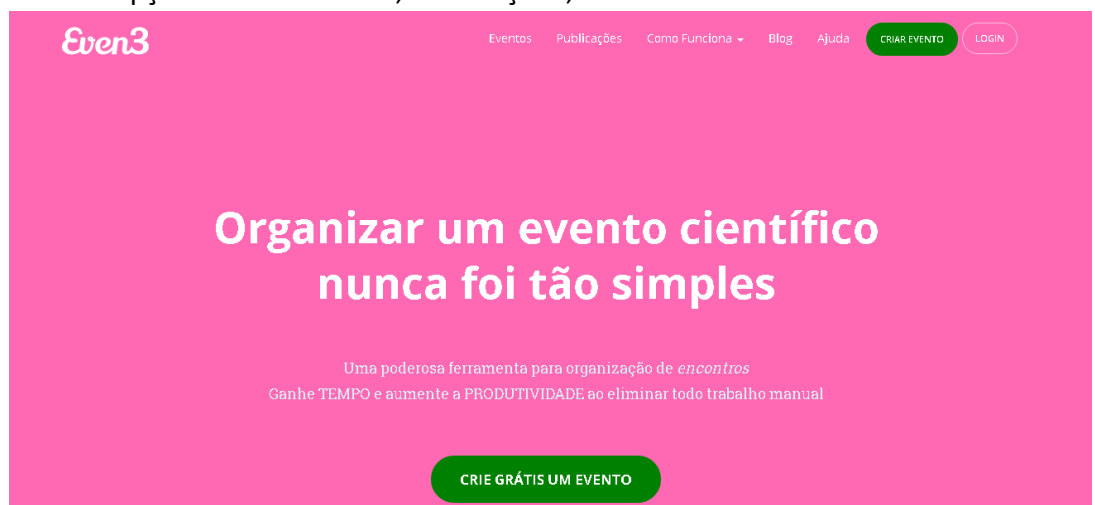 Even3
Eventos Publicações Como Funciona Blog Ajuda CRIAR EVENTO LOGIN
Organizar um evento científico
nunca foi tão simples
Uma poderosa ferramenta para organização de encontros
Ganhe TEMPO e aumente a PRODUTIVIDADE ao eliminar todo trabalho manual
CRIE GRÁTIS UM EVENTO